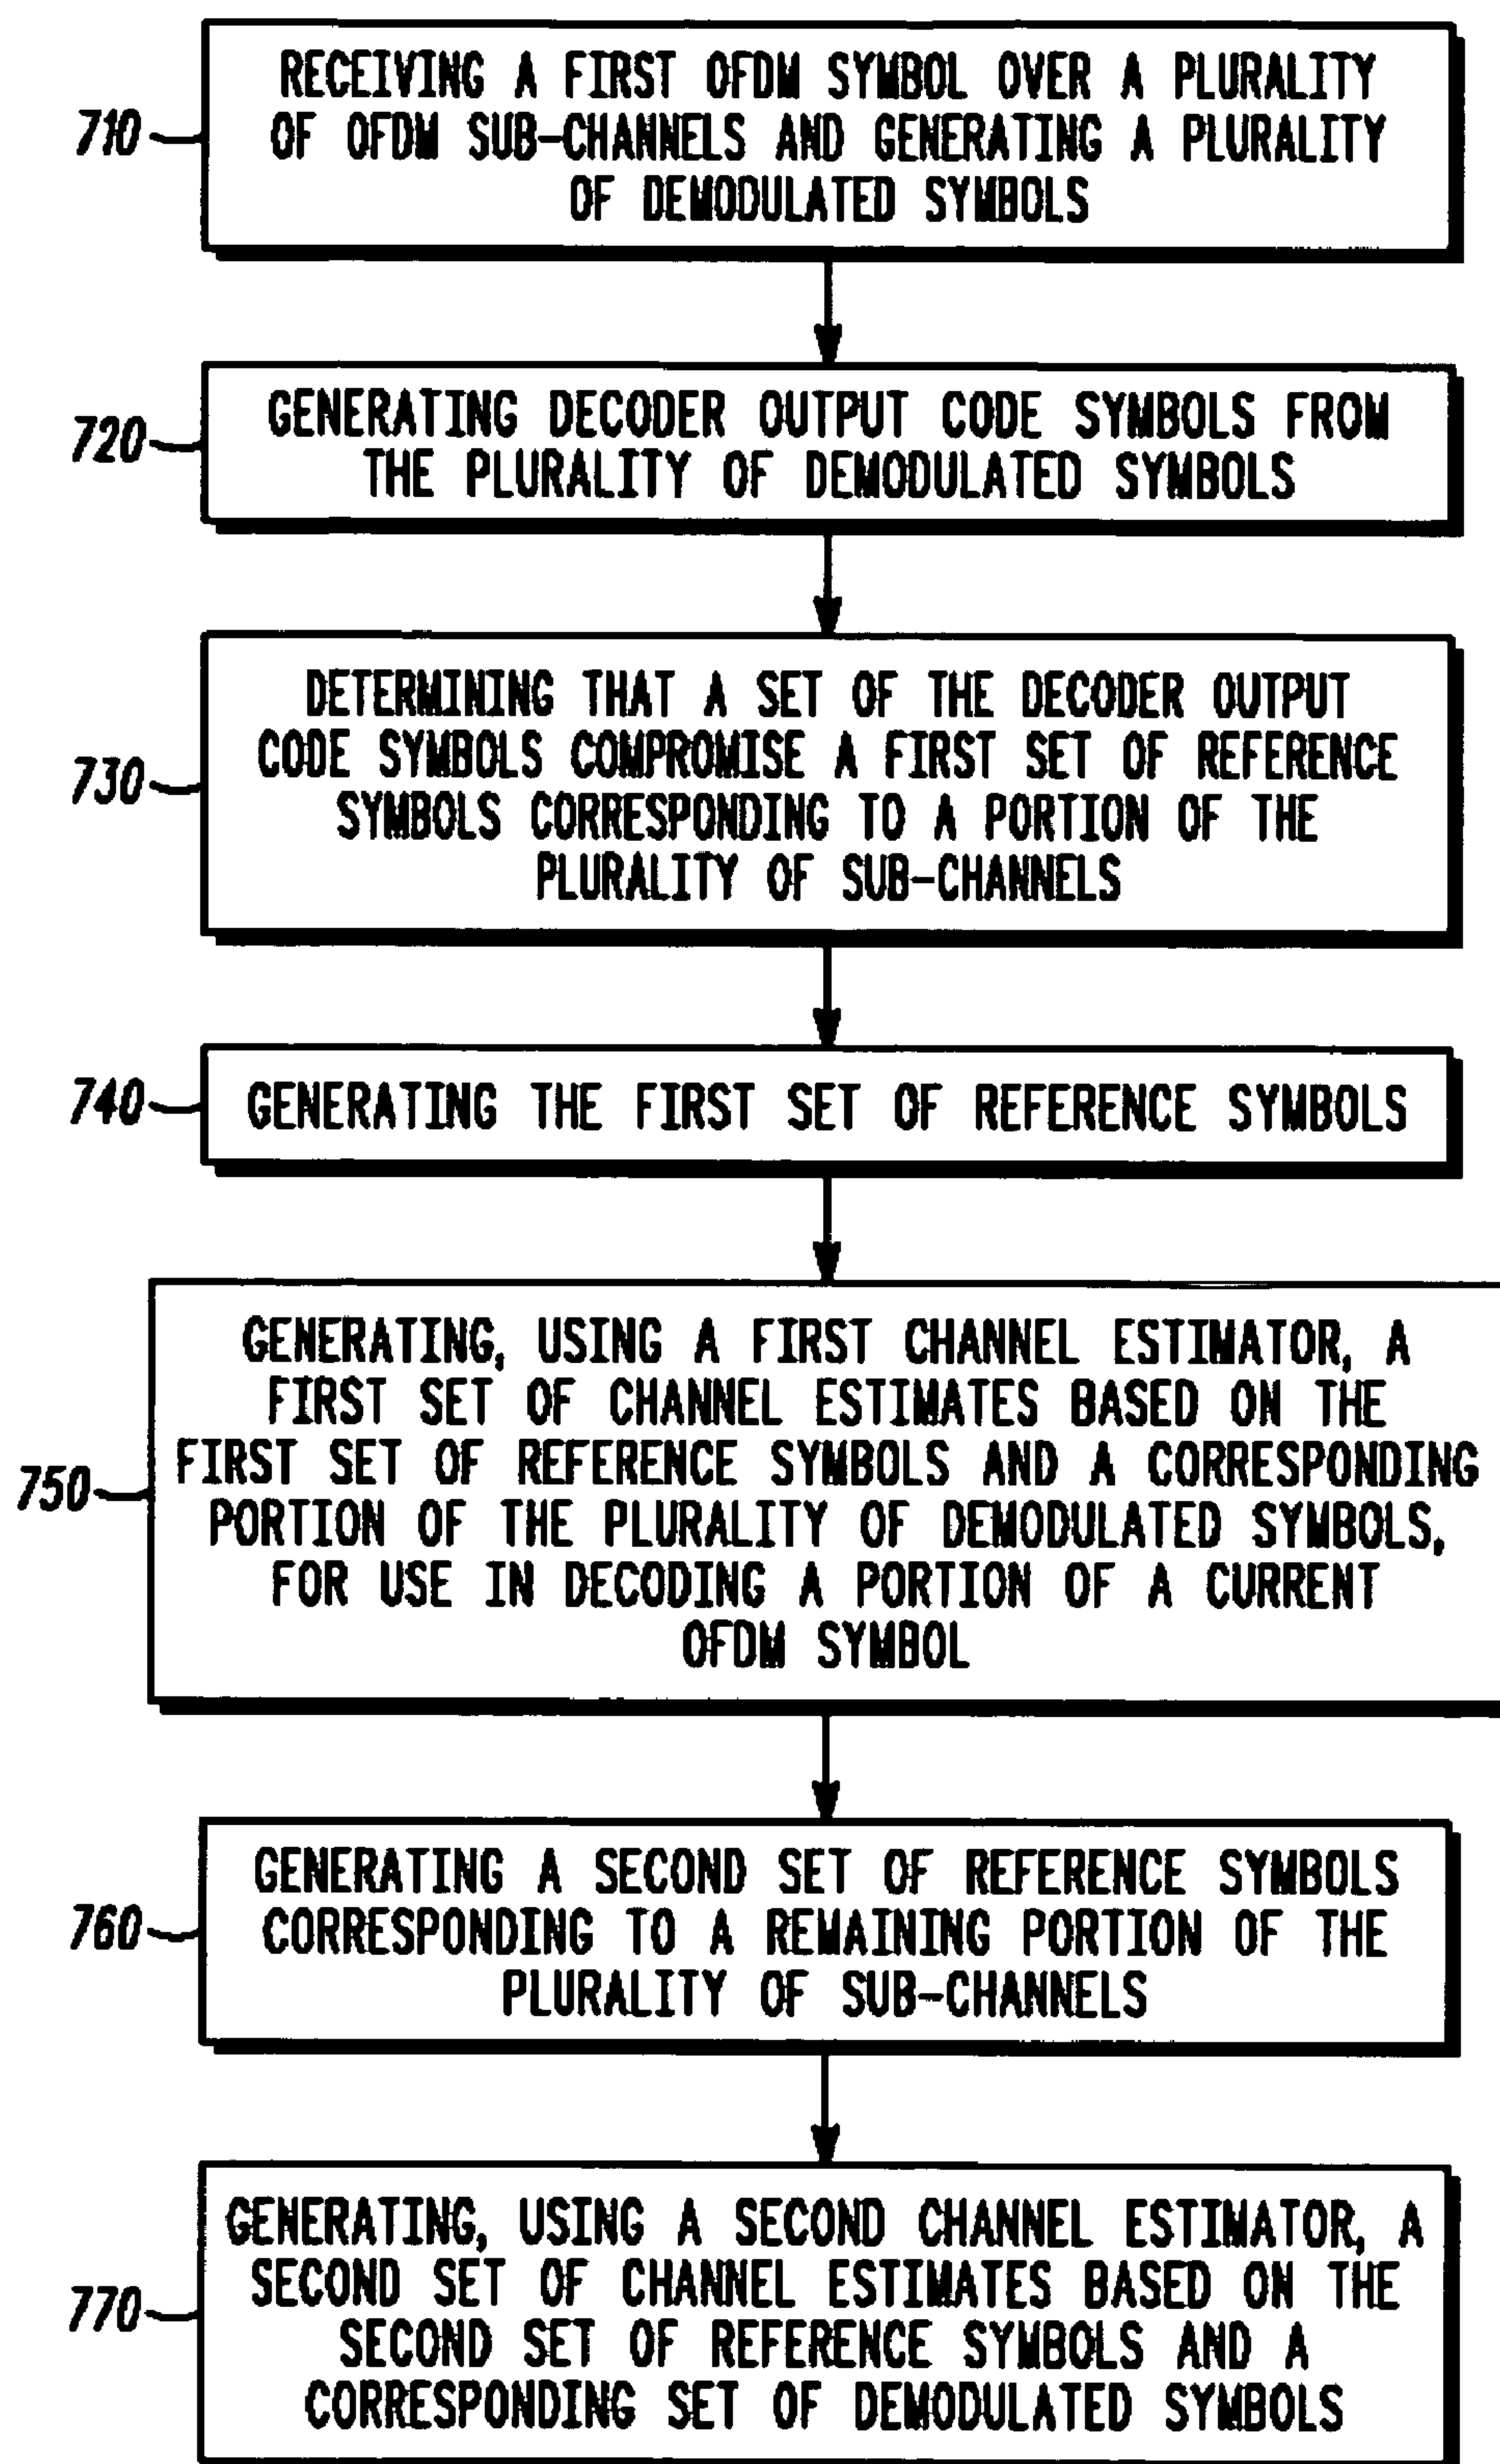 RECEIVING A FIRST OFDM SYMBOL OVER A PLURALITY
710 OF OFDM SUB-CHANNELS AND GENERATING A PLURALITY
OF DEMODULATED SYMBOLS
GENERATING DECODER OUTPUT CODE SYMBOLS FROM
720
THE PLURALITY OF DEMODULATED SYMBOLS
DETERMINING THAT A SET OF THE DECODER OUTPUT
CODE SYMBOLS COMPROMISE A FIRST SET OF REFERENCE
730
SYMBOLS CORRESPONDING TO A PORTION OF THE
PLURALITY OF SUB-CHANNELS
740 GENERATING THE FIRST SET OF REFERENCE SYMBOLS
GENERATING, USING A FIRST CHANNEL ESTIMATOR, A
FIRST SET OF CHANNEL ESTIMATES BASED ON THE
FIRST SET OF REFERENCE SYMBOLS AND A CORRESPONDING
750
PORTION OF THE PLURALITY OF DEMODULATED SYMBOLS,
FOR USE IN DECODING A PORTION OF A CURRENT
OFDM SYMBOL
GENERATING A SECOND SET OF REFERENCE SYMBOLS
760 CORRESPONDING TO A REMAINING PORTION OF THE
PLURALITY OF SUB-CHANNELS
GENERATING, USING A SECOND CHANNEL ESTIMATOR, A
SECOND SET OF CHANNEL ESTIMATES BASED ON THE
770
SECOND SET OF REFERENCE SYMBOLS AND A
CORRESPONDING SET OF DEMODULATED SYMBOLS